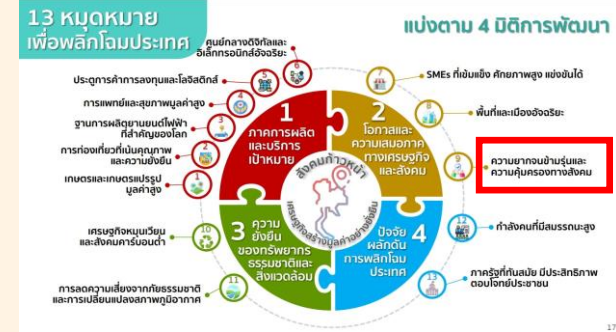 13 หมุดหมาย
เพื่อพลิกโฉมประเทศ
แบ่งตาม 4 มิติการพัฒนา
ศูนย์กลางดิจิทัลและ
อิเล็กทรอนิกส์อัจฉริยะ
6
ประตูการค้าการลงทุนและโลจิสติกส์
5
การแพทย์และสุขภาพมูลค่าสูง
4
ฐานการผลิตยานยนต์ไฟฟ้า
ที่สำคัญของโลก
3
การท่องเที่ยวที่เน้นคุณภาพ
และความยั่งยืน
2
เกษตรและเกษตรแปรรูป
มูลค่าสูง
1
1
ภาคการผลิต
และบริการ
เป้าหมาย
2
โอกาสและ
ความเสมอภาค
ทางเศรษฐกิจ
และสังคม
7
SMEs ที่เข้มแข็ง ศักยภาพสูง แข่งขันได้
8
พื้นที่และเมืองอัจฉริยะ
9
ความยากจนข้ามรุ่นและ
ความคุ้มครองทางสังคม
สังคมก้าวหน้า
เศรษฐกิจสร้างมูลค่าอย่างยั่งยืน
เศรษฐกิจหมุนเวียน
และสังคมคาร์บอนต่ำ
10
การลดความเสี่ยงจากภัยธรรมชาติ
และการเปลี่ยนแปลงสภาพภูมิอากาศ
11
3 ความ
ยั่งยืน
ของทรัพยากร
ธรรมชาติและ
สิ่งแวดล้อม
ปัจจัย 4
ผลักดัน
การพลิกโฉม
ประเทศ
12
กำลังคนที่มีสมรรถนะสูง
13
ภาครัฐที่ทันสมัย มีประสิทธิภาพ
ตอบโจทย์ประชาชน
17